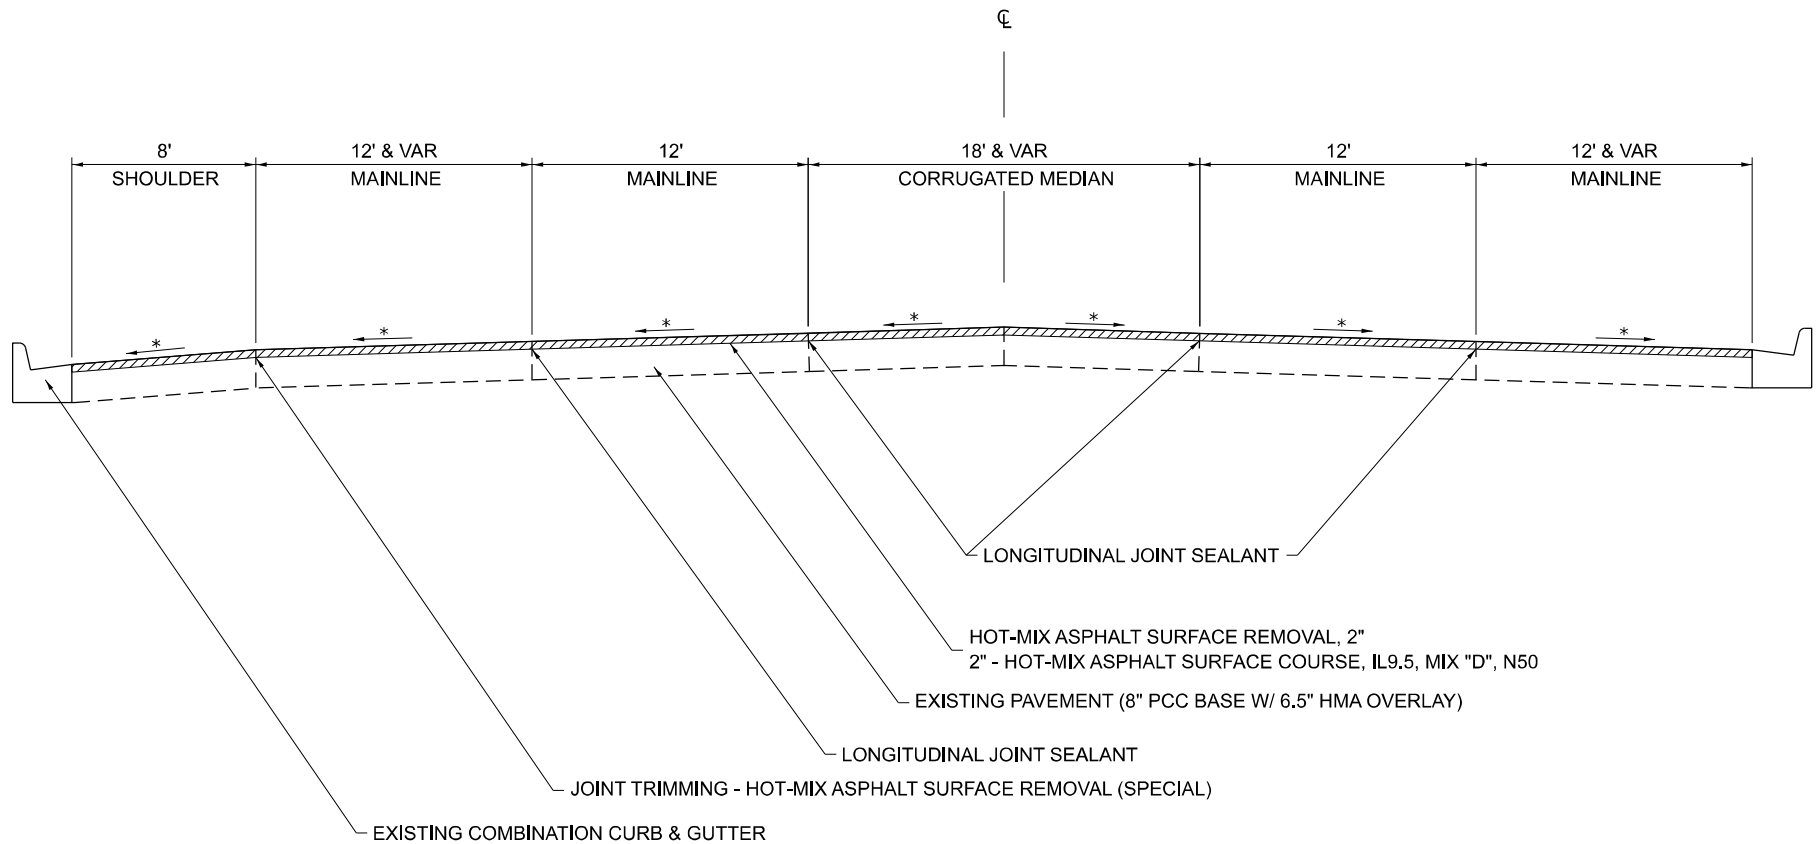 ℄
8' 12' & VAR 12' 18' & VAR 12' 12' & VAR
SHOULDER MAINLINE MAINLINE CORRUGATED MEDIAN MAINLINE MAINLINE
* * * * * * *
LONGITUDINAL JOINT SEALANT
HOT-MIX ASPHALT SURFACE REMOVAL, 2"
2" - HOT-MIX ASPHALT SURFACE COURSE, IL9.5, MIX "D", N50
EXISTING PAVEMENT (8" PCC BASE W/ 6.5" HMA OVERLAY)
LONGITUDINAL JOINT SEALANT
JOINT TRIMMING - HOT-MIX ASPHALT SURFACE REMOVAL (SPECIAL)
EXISTING COMBINATION CURB & GUTTER